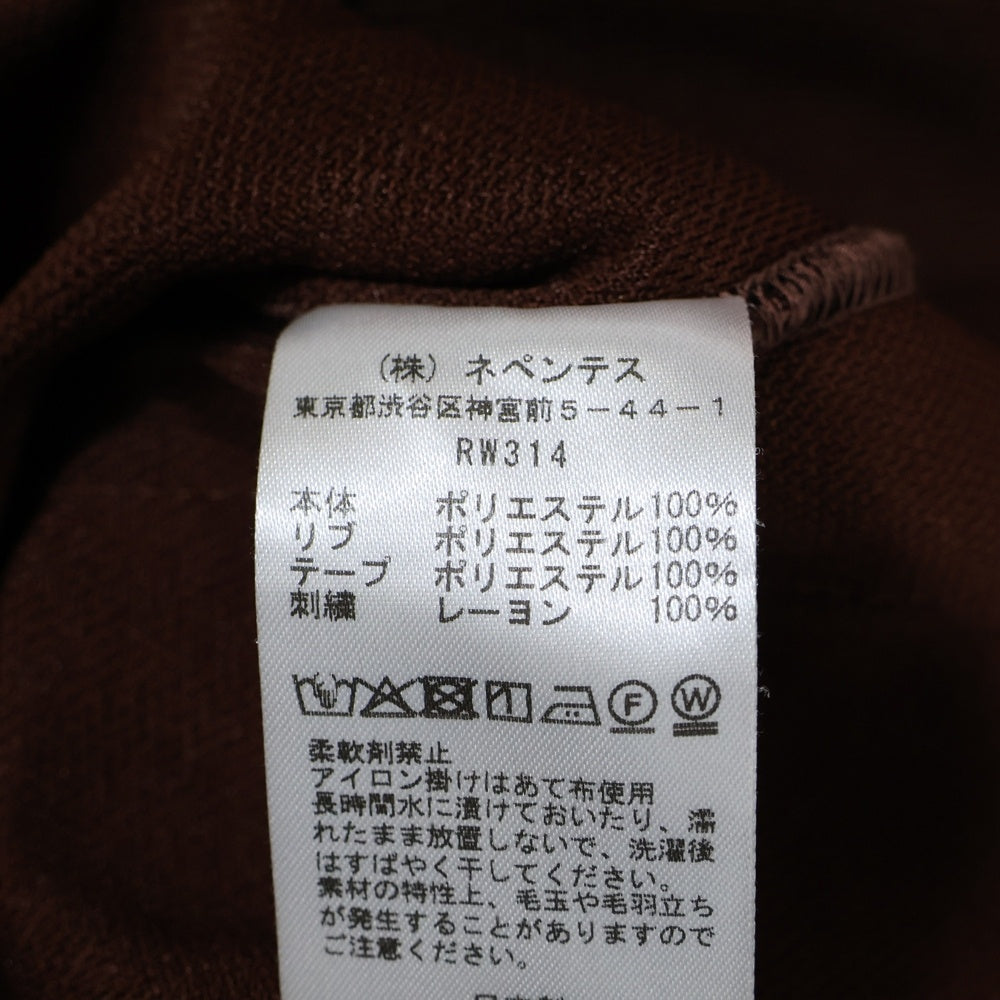 (株) ネペンテス
東京都渋谷区神宮前5-44-1
RW314
本体 ポリエステル100%
リブ ポリエステル100%
テープ ポリエステル100%
刺繍 レーヨン 100%
F W
柔軟剤禁止
アイロン掛けはあて布使用
長時間水に漬けておいたり、濡
れたまま放置しないで、洗濯後
はすばやく干してください。
素材の特性上、毛玉や毛羽立ち
が発生することがありますので
ご注意ください。